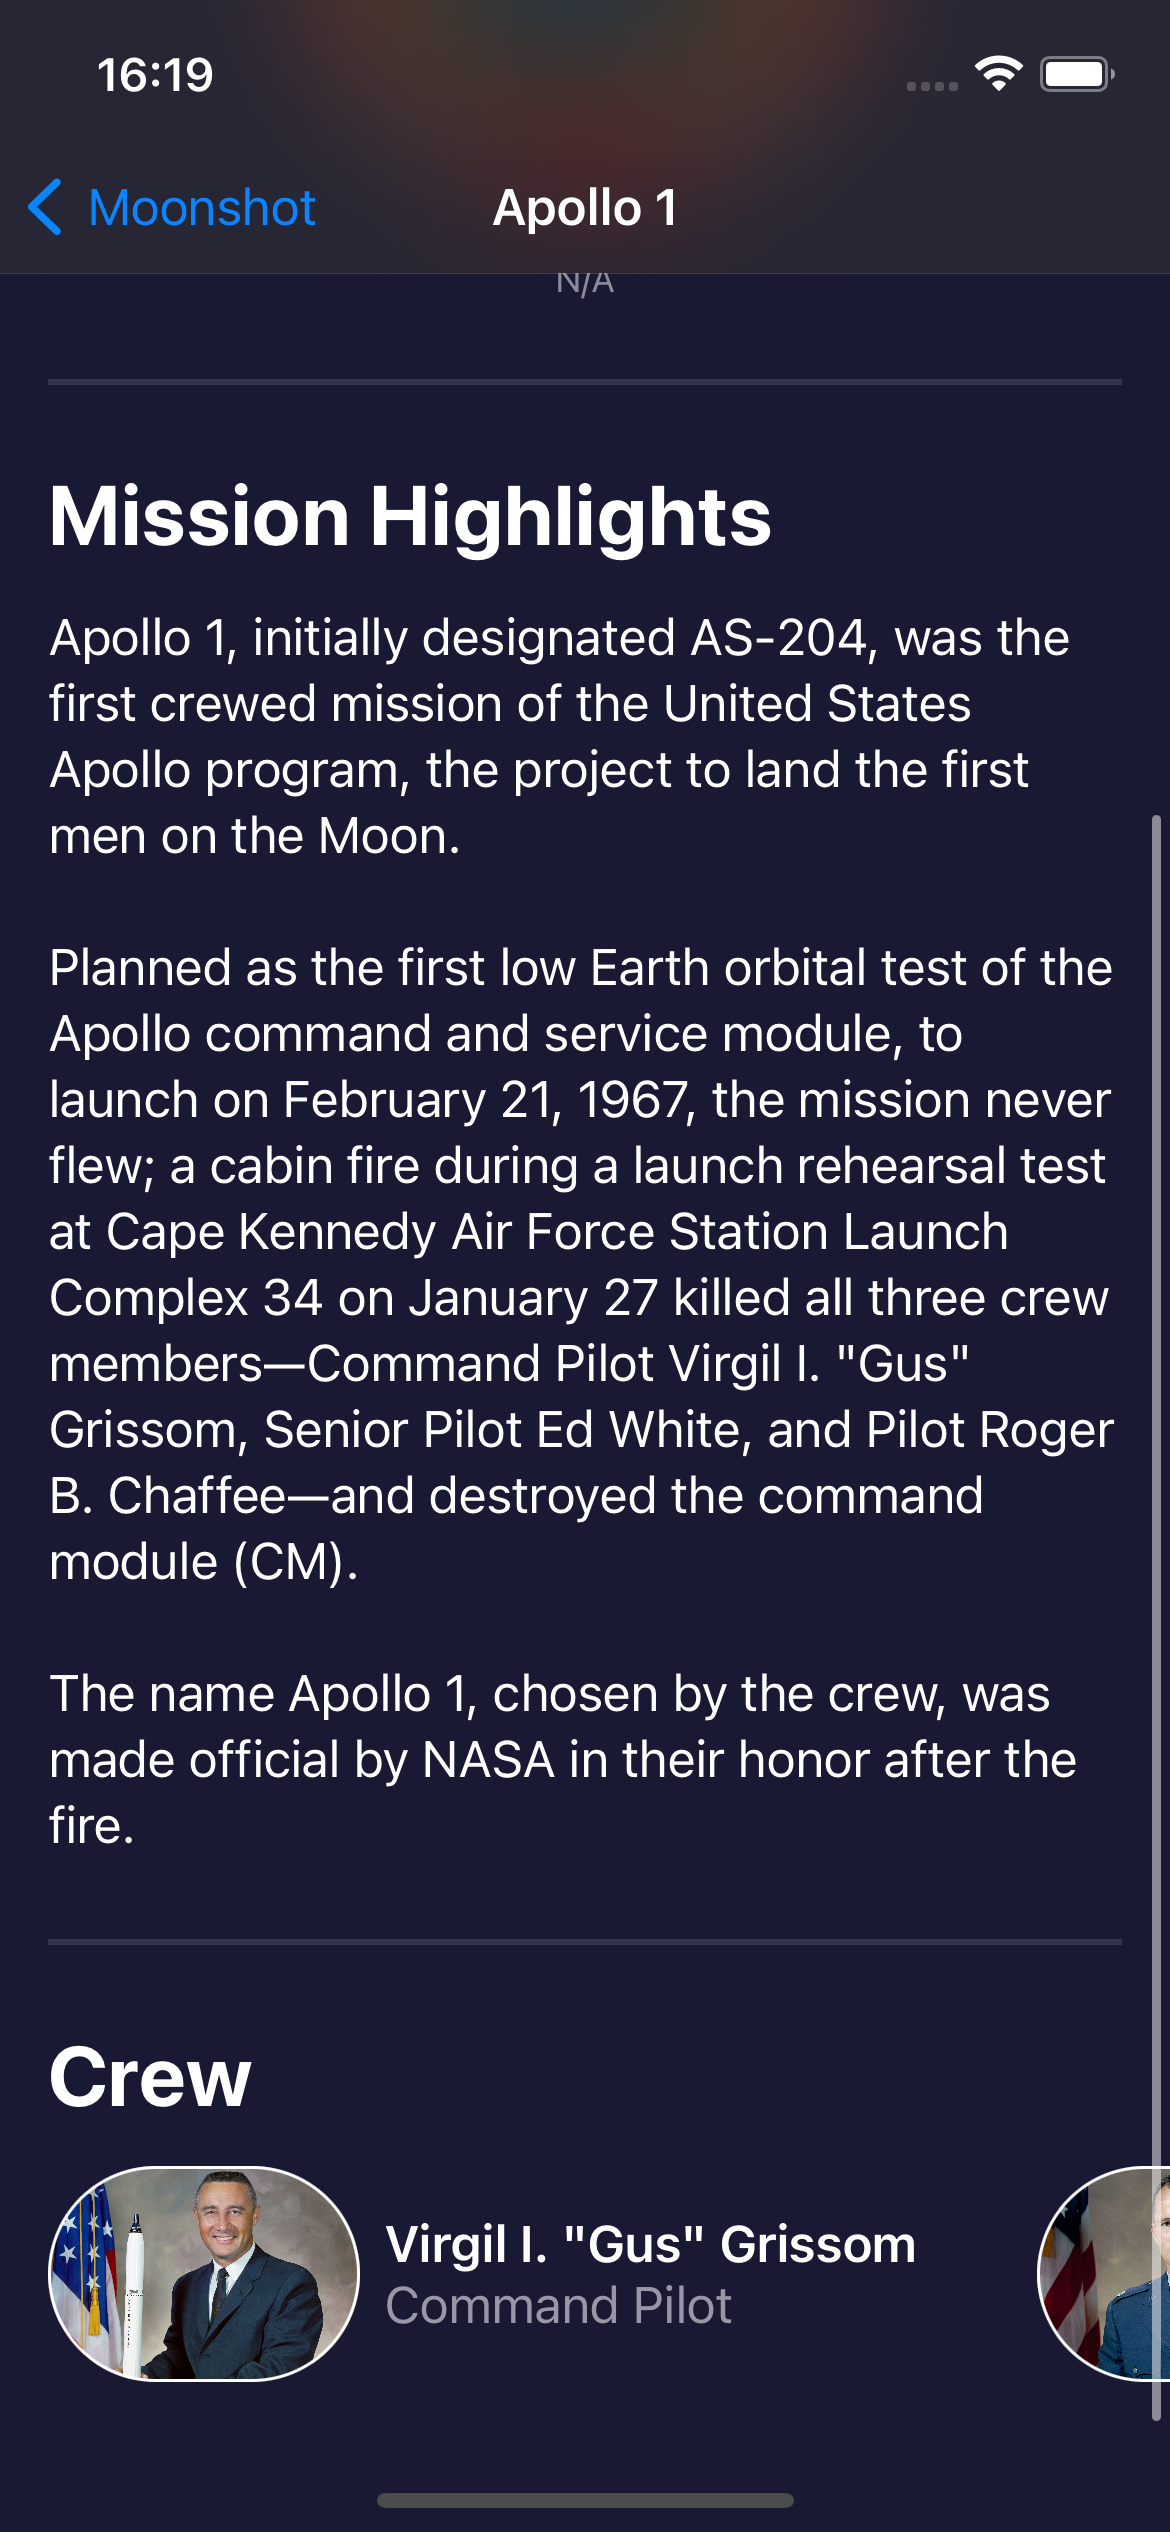 16:19
Moonshot
Apollo 1
N/A
Mission Highlights
Apollo 1, initially designated AS-204, was the
first crewed mission of the United States
Apollo program, the project to land the first
men on the Moon.
Planned as the first low Earth orbital test of the
Apollo command and service module, to
launch on February 21, 1967, the mission never
flew; a cabin fire during a launch rehearsal test
at Cape Kennedy Air Force Station Launch
Complex 34 on January 27 killed all three crew
members—Command Pilot Virgil I. "Gus"
Grissom, Senior Pilot Ed White, and Pilot Roger
B. Chaffee—and destroyed the command
module (CM).
The name Apollo 1, chosen by the crew, was
made official by NASA in their honor after the
fire.
Crew
Virgil I. "Gus" Grissom
Command Pilot